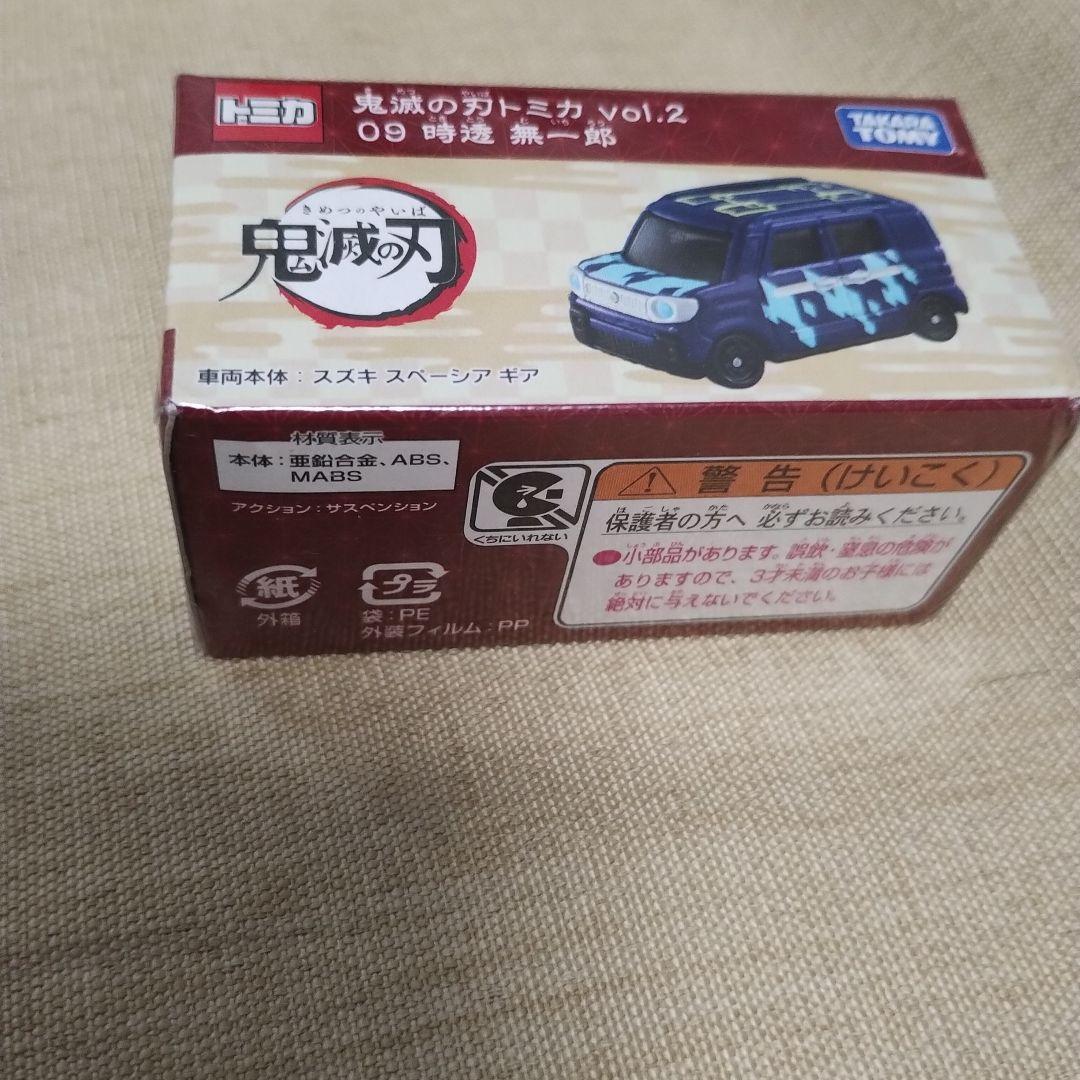 トミカ
鬼滅の刃トミカ vol.2
09 時透 無一郎
TAKARA
TOMY
きめつのやいば
鬼滅の刃
車両本体：スズキ スペーシア ギア
材質表示
本体：亜鉛合金、ABS、
MABS
アクション：サスペンション
くちにいれない
警告（けいこく）
保護者の方へ 必ずお読みください。
●小部品があります。誤飲・窒息の危険が
ありますので、3才未満のお子様には
絶対に与えないでください。
紙
外箱
プラ
袋：PE
外装フィルム：PP